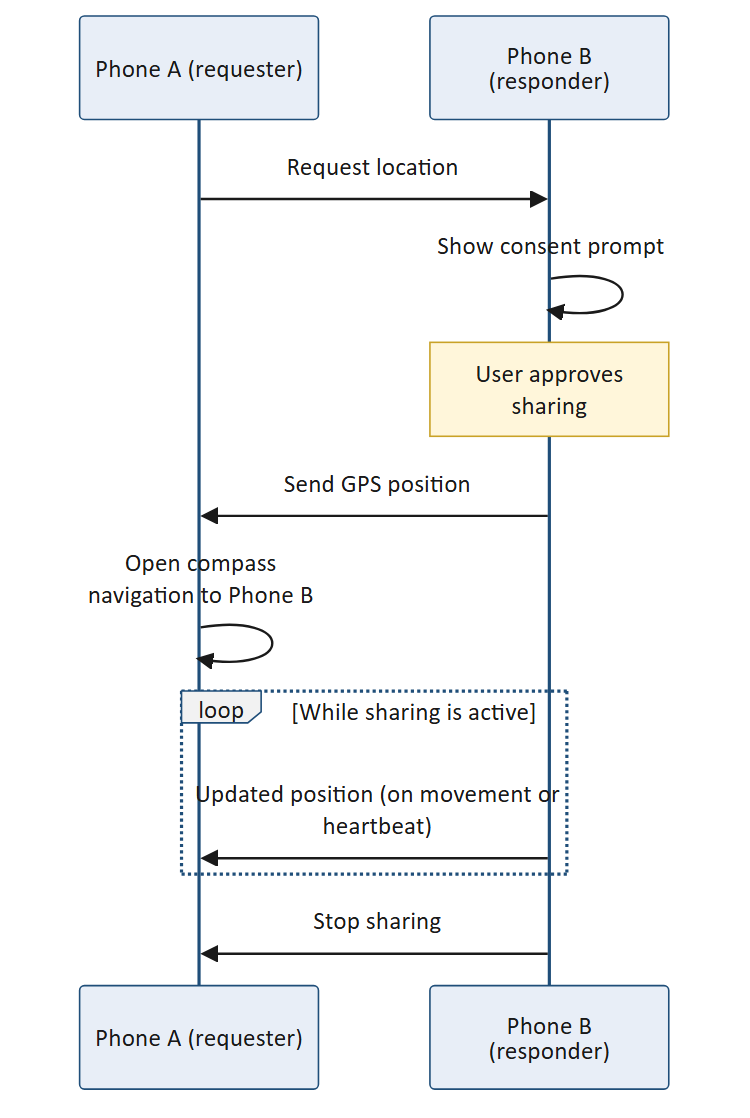 Phone A (requester)
Phone B
(responder)
Request location
Show consent prompt
User approves
sharing
Send GPS position
Open compass
navigation to Phone B
loop
[While sharing is active]
Updated position (on movement or
heartbeat)
Stop sharing
Phone A (requester)
Phone B
(responder)